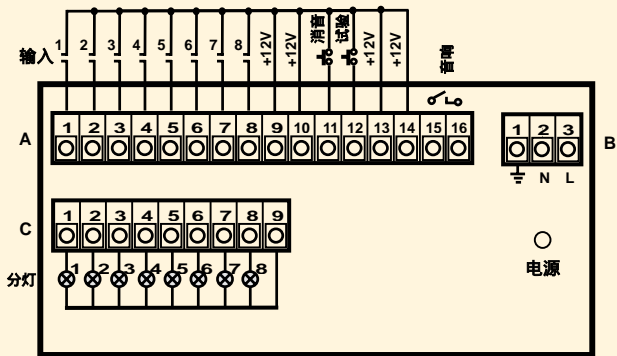 输入 1 2 3 4 5 6 7 8 +12V +12V 消音 试验 +12V +12V
音响
A 1 2 3 4 5 6 7 8 9 10 11 12 13 14 15 16
1 2 3 B
N L
C 1 2 3 4 5 6 7 8 9
分灯 1 2 3 4 5 6 7 8
电源